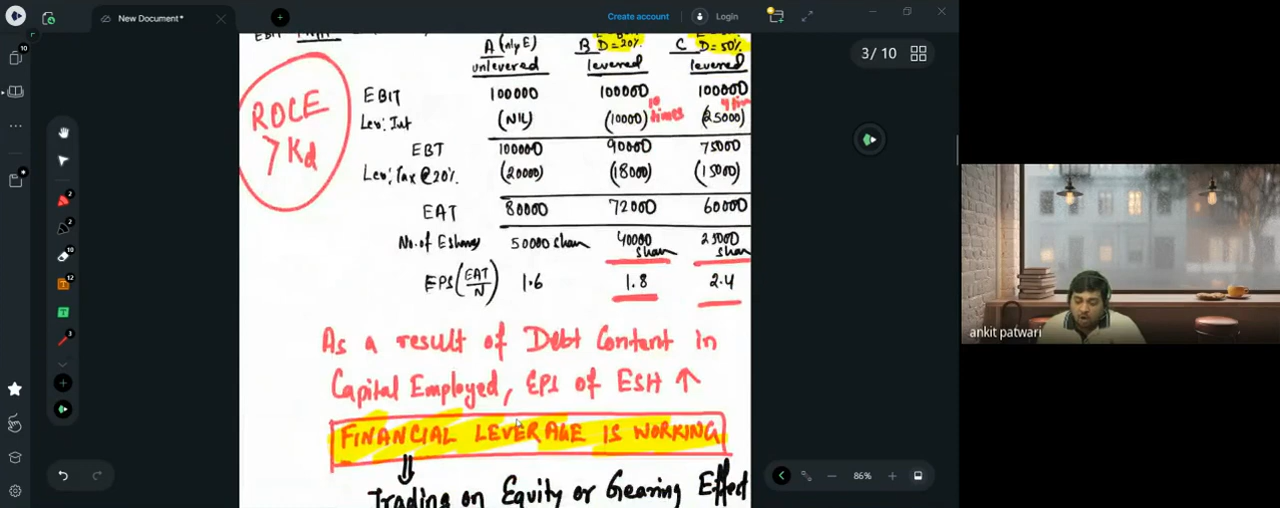 New Document*
Create account
Login
3 / 10
A (only E) B D = 20% C D = 50%
unlevered levered levered
EBIT 100000 100000 100000
10 times
Less: Int (NIL) (10000) (25000)
EBT 100000 90000 75000
Less: Tax @ 20%. (20000) (18000) (15000)
EAT 80000 72000 60000
No. of Eshares 50000 shares 40000 shares 25000 shares
EPS (EAT/N) 1.6 1.8 2.4
ROCE
> Kd
As a result of Debt Content in
Capital Employed, EPS of ESH ↑
FINANCIAL LEVERAGE IS WORKING
Trading on Equity or Gearing Effect
ankit patwari
86%